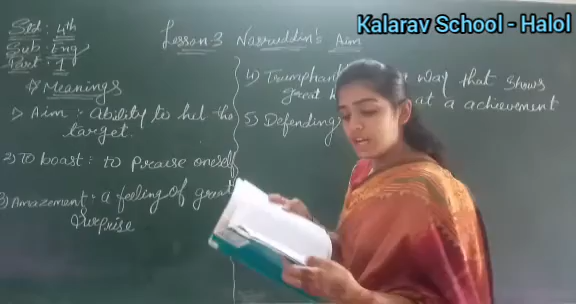 Kalarav School - Halol
Std: 4th
Sub: Eng
Part: 1
Lesson-3 Nasruddin's Aim
* Meanings
1) Aim: Ability to hit the
target.
2) To boast: to praise oneself
3) Amazement: a feeling of great
surprise
4) way that shows
great at a achievement
5) Defending